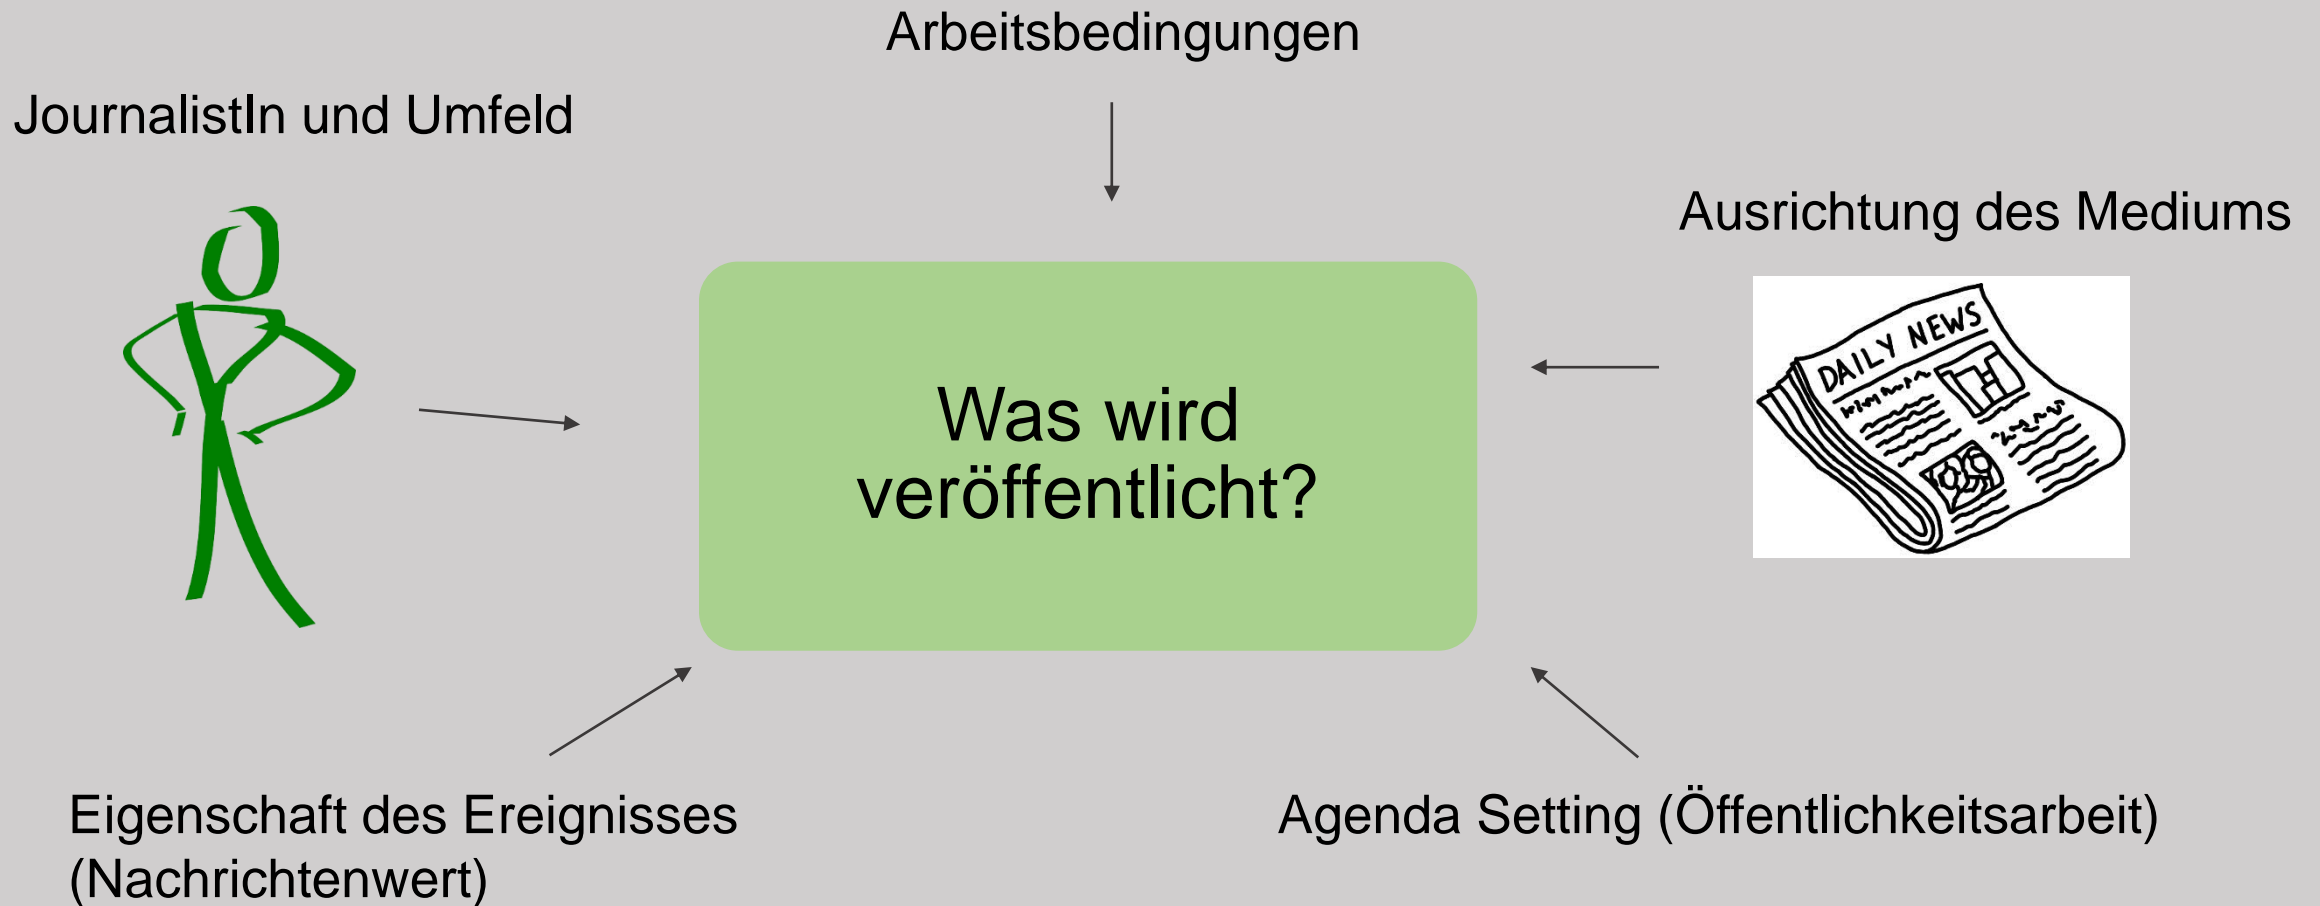 Arbeitsbedingungen
JournalistIn und Umfeld
Ausrichtung des Mediums
DAILY NEWS
Was wird
veröffentlicht?
Eigenschaft des Ereignisses
(Nachrichtenwert)
Agenda Setting (Öffentlichkeitsarbeit)